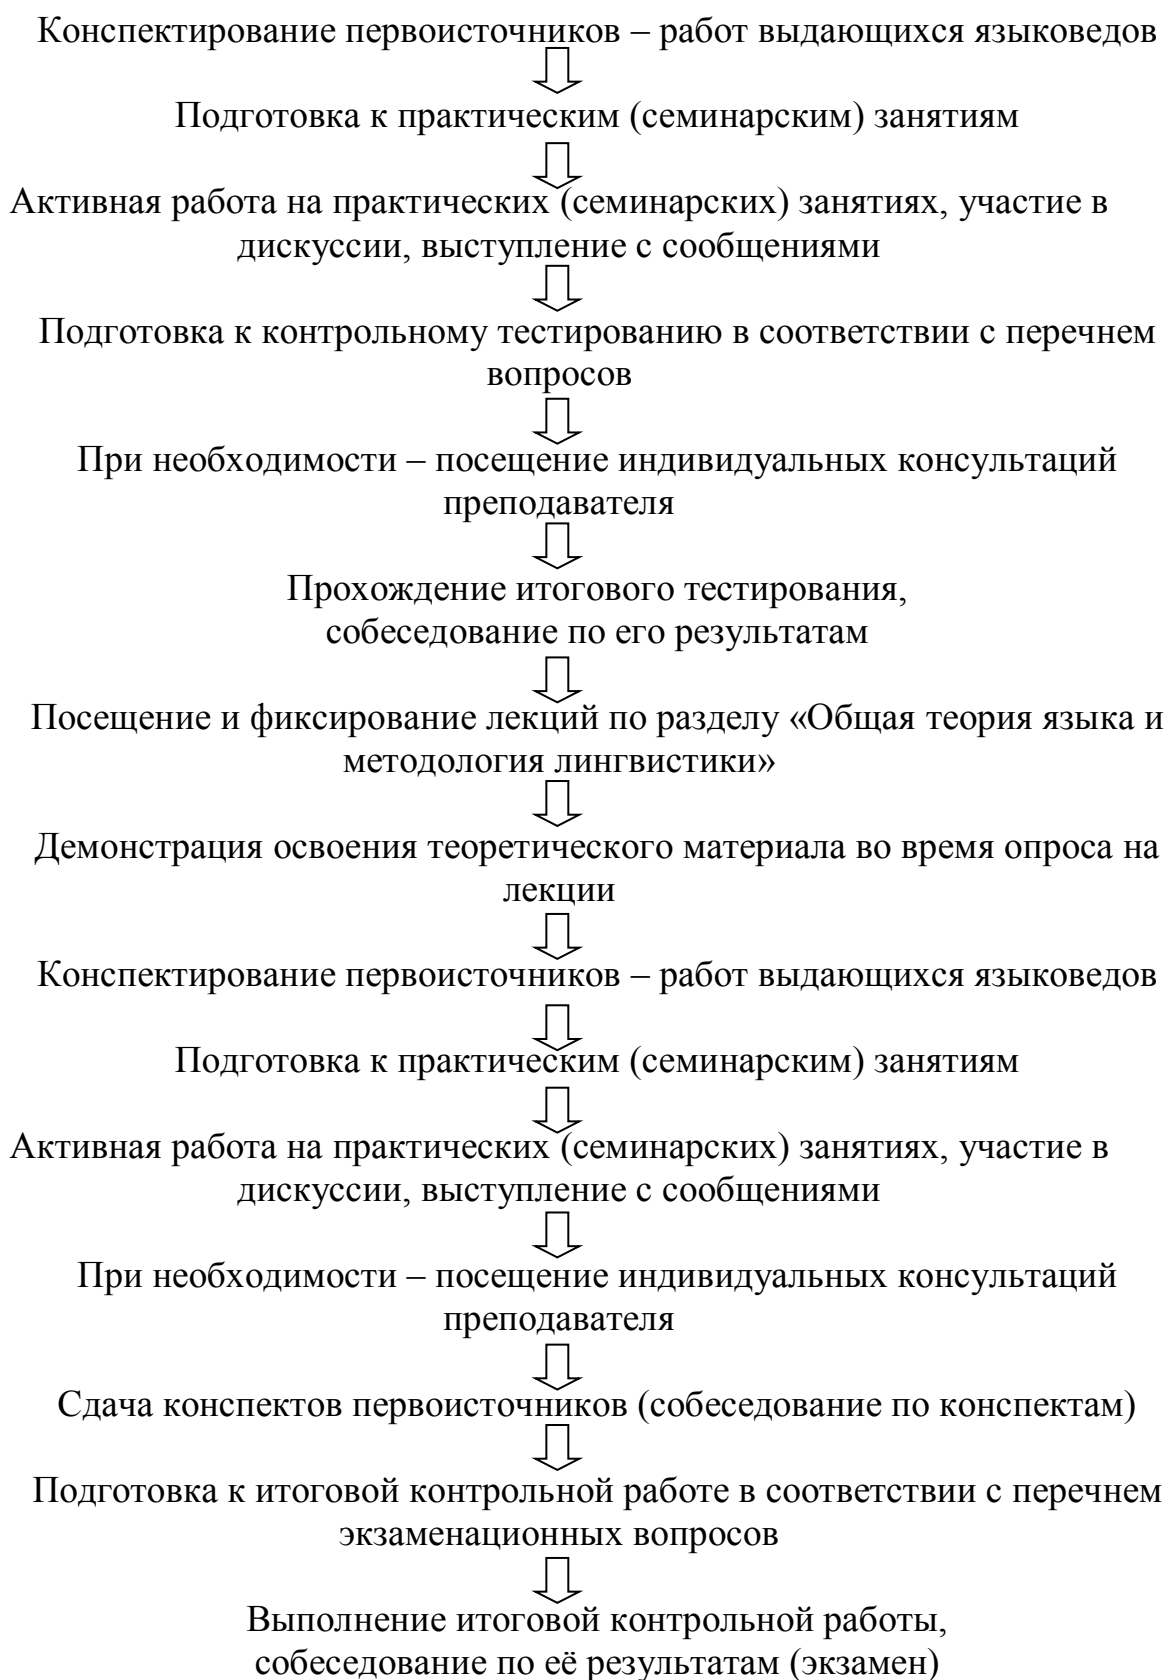 Конспектирование первоисточников – работ выдающихся языковедов
Подготовка к практическим (семинарским) занятиям
Активная работа на практических (семинарских) занятиях, участие в
дискуссии, выступление с сообщениями
Подготовка к контрольному тестированию в соответствии с перечнем
вопросов
При необходимости – посещение индивидуальных консультаций
преподавателя
Прохождение итогового тестирования,
собеседование по его результатам
Посещение и фиксирование лекций по разделу «Общая теория языка и
методология лингвистики»
Демонстрация освоения теоретического материала во время опроса на
лекции
Конспектирование первоисточников – работ выдающихся языковедов
Подготовка к практическим (семинарским) занятиям
Активная работа на практических (семинарских) занятиях, участие в
дискуссии, выступление с сообщениями
При необходимости – посещение индивидуальных консультаций
преподавателя
Сдача конспектов первоисточников (собеседование по конспектам)
Подготовка к итоговой контрольной работе в соответствии с перечнем
экзаменационных вопросов
Выполнение итоговой контрольной работы,
собеседование по её результатам (экзамен)